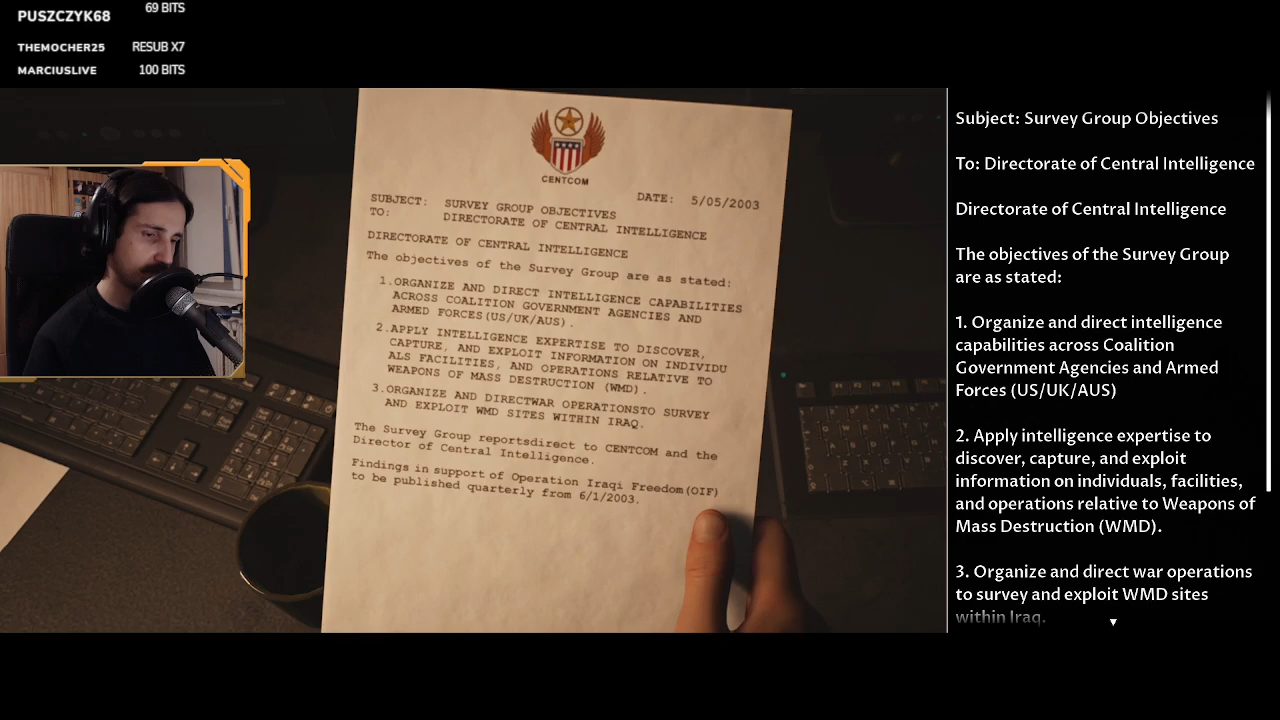 PUSZCZYK68 69 BITS
THEMOCHER25 RESUB X7
MARCIUSLIVE 100 BITS
CENTCOM
DATE: 5/05/2003
SUBJECT: SURVEY GROUP OBJECTIVES
TO: DIRECTORATE OF CENTRAL INTELLIGENCE
DIRECTORATE OF CENTRAL INTELLIGENCE
The objectives of the Survey Group are as stated:
1.ORGANIZE AND DIRECT INTELLIGENCE CAPABILITIES
ACROSS COALITION GOVERNMENT AGENCIES AND
ARMED FORCES(US/UK/AUS).
2.APPLY INTELLIGENCE EXPERTISE TO DISCOVER,
CAPTURE, AND EXPLOIT INFORMATION ON INDIVIDU
ALS FACILITIES, AND OPERATIONS RELATIVE TO
WEAPONS OF MASS DESTRUCTION (WMD).
3.ORGANIZE AND DIRECTWAR OPERATIONSTO SURVEY
AND EXPLOIT WMD SITES WITHIN IRAQ.
The Survey Group reportsdirect to CENTCOM and the
Director of Central Intelligence.
Findings in support of Operation Iraqi Freedom(OIF)
to be published quarterly from 6/1/2003.
Subject: Survey Group Objectives
To: Directorate of Central Intelligence
Directorate of Central Intelligence
The objectives of the Survey Group
are as stated:
1. Organize and direct intelligence
capabilities across Coalition
Government Agencies and Armed
Forces (US/UK/AUS)
2. Apply intelligence expertise to
discover, capture, and exploit
information on individuals, facilities,
and operations relative to Weapons of
Mass Destruction (WMD).
3. Organize and direct war operations
to survey and exploit WMD sites
within Iraq.